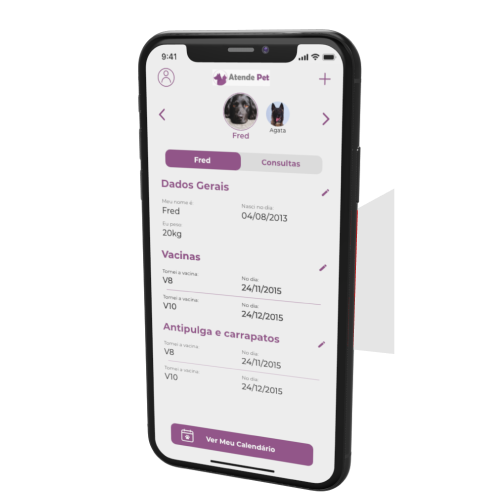 9:41
Atende Pet
Fred
Agata
Fred Consultas
Dados Gerais
Meu nome é: Nasci no dia:
Fred 04/08/2013
Eu peso:
20kg
Vacinas
Tomei a vacina: No dia
V8 24/11/2015
Tomei a vacina: No dia
V10 24/12/2015
Antipulga e carrapatos
Tomei a vacina: No dia
V8 24/11/2015
Tomei a vacina: No dia
V10 24/12/2015
Ver Meu Calendário